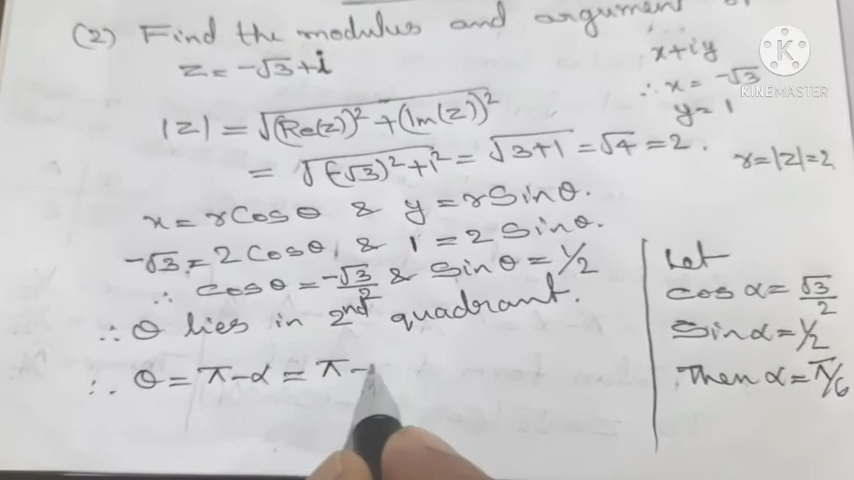 (2) Find the modulus and argument of
z = -√3+i
x+iy
∴ x = -√3
y = 1
|z| = √(Re(z))² + (Im(z))²
= √(-√3)² + 1² = √3+1 = √4 = 2.
r = |z| = 2
x = r Cos θ & y = r Sin θ.
-√3 = 2 Cos θ, & 1 = 2 Sin θ.
∴ Cos θ = -√3/2 & Sin θ = 1/2
∴ θ lies in 2nd quadrant.
∴ θ = π-α = π-
Let
Cos α = √3/2
Sin α = 1/2
Then α = π/6
KINEMASTER